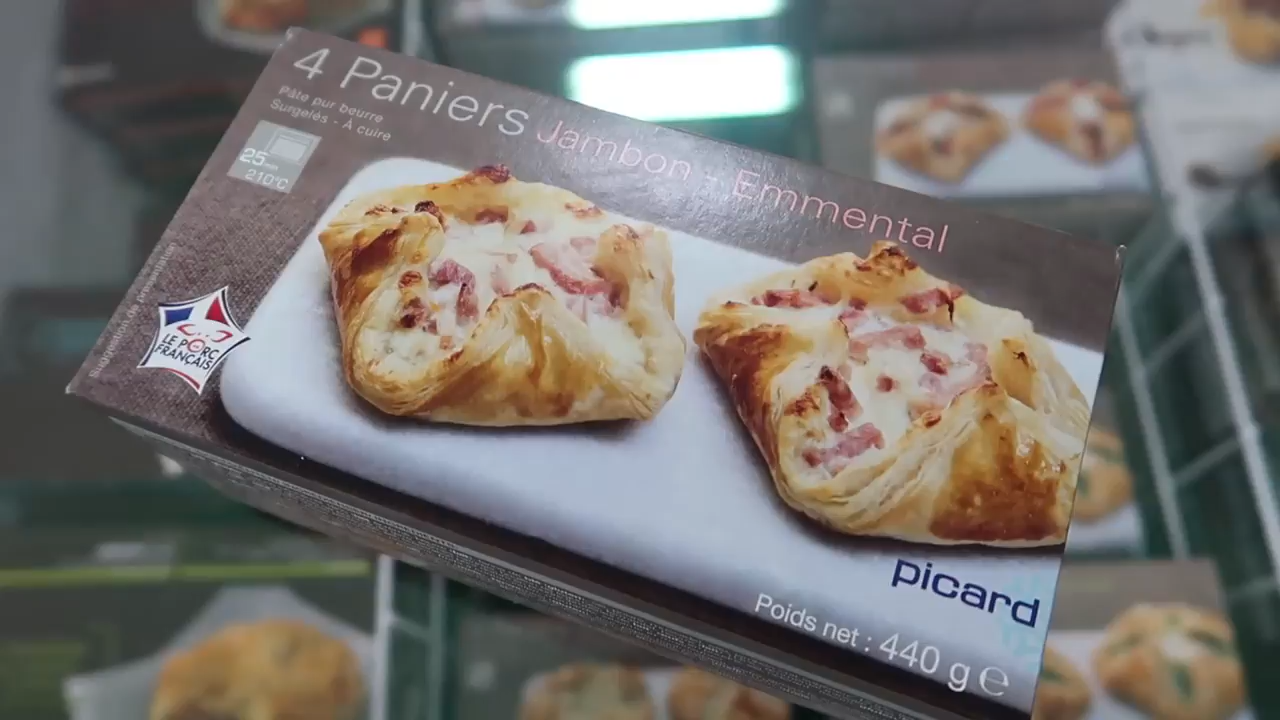 4 Paniers Jambon - Emmental
Pâte pur beurre
Surgelés - À cuire
25 min
210°C
LE PORC
FRANÇAIS
picard
Poids net : 440 g e